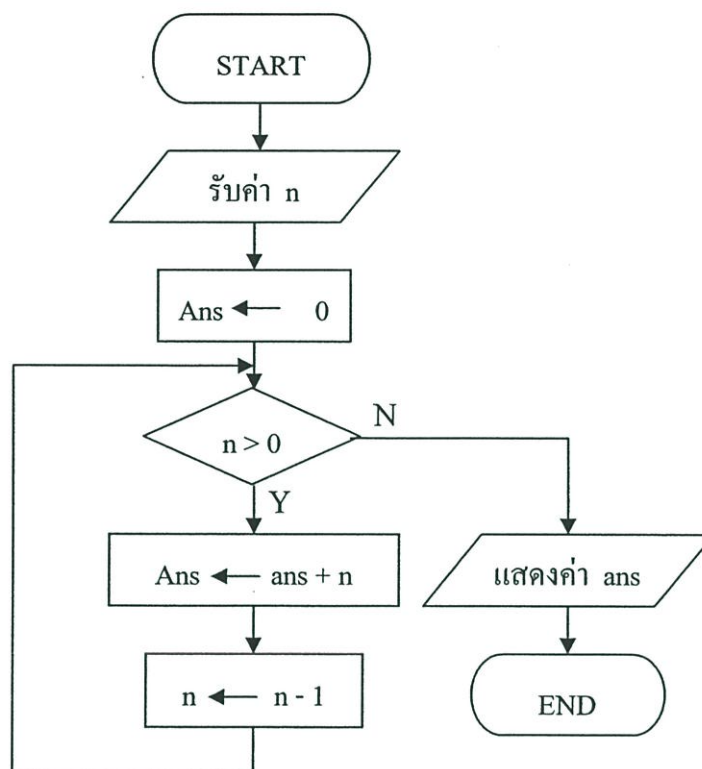 START
รับค่า n
Ans ← 0
n > 0
N
Y
Ans ← ans + n
แสดงค่า ans
n ← n - 1
END